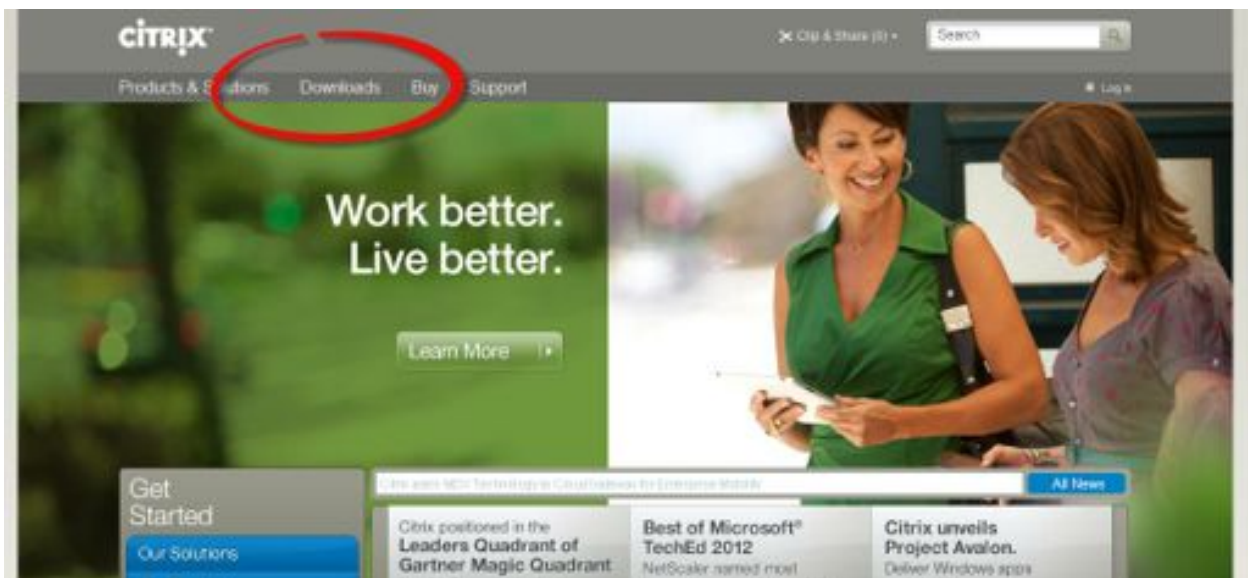 CİTRIX
Clip & Share (0)
Search
Products & Solutions Downloads Buy Support
Log in
Work better.
Live better.
Learn More
Get
Started
All News
Our Solutions
Citrix positioned in the
Leaders Quadrant of
Gartner Magic Quadrant
Best of Microsoft®
TechEd 2012
NetScaler named most
Citrix unveils
Project Avalon.
Deliver Windows apps